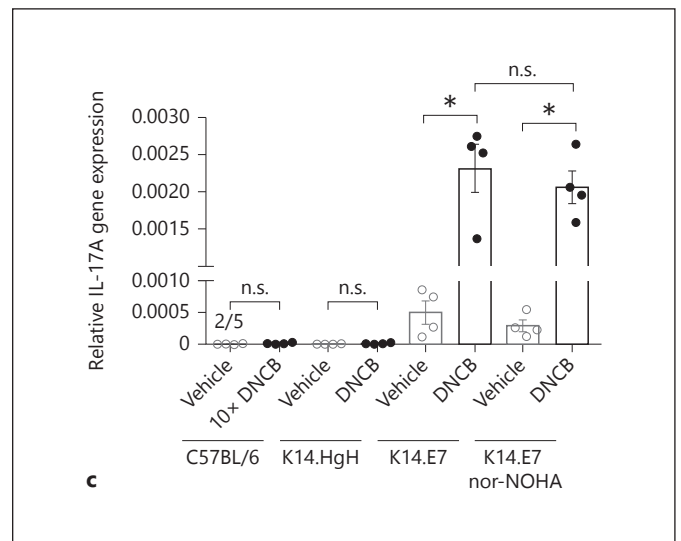 n.s.
*
*
0.0030
0.0025
0.0020
0.0015
0.0010
0.0005
0
Relative IL-17A gene expression
n.s.
n.s.
2/5
Vehicle
10× DNCB
Vehicle
DNCB
Vehicle
DNCB
Vehicle
DNCB
C57BL/6
K14.HgH
K14.E7
K14.E7
nor-NOHA
c